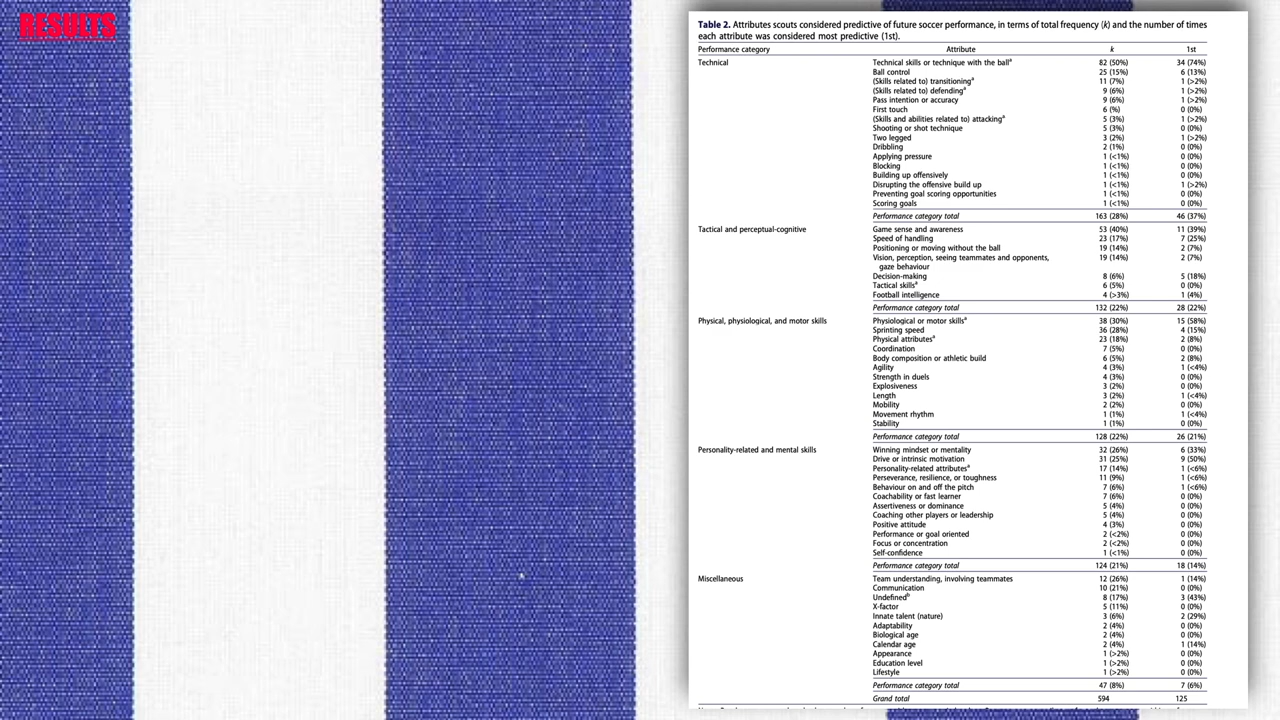 RESULTS
Table 2. Attributes scouts considered predictive of future soccer performance, in terms of total frequency (k) and the number of times
each attribute was considered most predictive (1st).
Performance category Attribute k 1st
Technical Technical skills or technique with the ballᵃ 82 (50%) 34 (74%)
Ball control 25 (15%) 6 (13%)
(Skills related to) transitioningᵃ 11 (7%) 1 (>2%)
(Skills related to) defendingᵃ 9 (6%) 1 (>2%)
Pass intention or accuracy 9 (6%) 1 (>2%)
First touch 6 (%) 0 (0%)
(Skills and abilities related to) attackingᵃ 5 (3%) 1 (>2%)
Shooting or shot technique 5 (3%) 0 (0%)
Two legged 3 (2%) 1 (>2%)
Dribbling 2 (1%) 0 (0%)
Applying pressure 1 (<1%) 0 (0%)
Blocking 1 (<1%) 0 (0%)
Building up offensively 1 (<1%) 0 (0%)
Disrupting the offensive build up 1 (<1%) 1 (>2%)
Preventing goal scoring opportunities 1 (<1%) 0 (0%)
Scoring goals 1 (<1%) 0 (0%)
Performance category total 163 (28%) 46 (37%)
Tactical and perceptual-cognitive Game sense and awareness 53 (40%) 11 (39%)
Speed of handling 23 (17%) 7 (25%)
Positioning or moving without the ball 19 (14%) 2 (7%)
Vision, perception, seeing teammates and opponents, 19 (14%) 2 (7%)
gaze behaviour
Decision-making 8 (6%) 5 (18%)
Tactical skillsᵃ 6 (5%) 0 (0%)
Football intelligence 4 (>3%) 1 (4%)
Performance category total 132 (22%) 28 (22%)
Physical, physiological, and motor skills Physiological or motor skillsᵃ 38 (30%) 15 (58%)
Sprinting speed 36 (28%) 4 (15%)
Physical attributesᵃ 23 (18%) 2 (8%)
Coordination 7 (5%) 0 (0%)
Body composition or athletic build 6 (5%) 2 (8%)
Agility 4 (3%) 1 (<4%)
Strength in duels 4 (3%) 0 (0%)
Explosiveness 3 (2%) 0 (0%)
Length 3 (2%) 1 (<4%)
Mobility 2 (2%) 0 (0%)
Movement rhythm 1 (1%) 1 (<4%)
Stability 1 (1%) 0 (0%)
Performance category total 128 (22%) 26 (21%)
Personality-related and mental skills Winning mindset or mentality 32 (26%) 6 (33%)
Drive or intrinsic motivation 31 (25%) 9 (50%)
Personality-related attributesᵃ 17 (14%) 1 (<6%)
Perseverance, resilience, or toughness 11 (9%) 1 (<6%)
Behaviour on and off the pitch 7 (6%) 1 (<6%)
Coachability or fast learner 7 (6%) 0 (0%)
Assertiveness or dominance 5 (4%) 0 (0%)
Coaching other players or leadership 5 (4%) 0 (0%)
Positive attitude 4 (3%) 0 (0%)
Performance or goal oriented 2 (<2%) 0 (0%)
Focus or concentration 2 (<2%) 0 (0%)
Self-confidence 1 (<1%) 0 (0%)
Performance category total 124 (21%) 18 (14%)
Miscellaneous Team understanding, involving teammates 12 (26%) 1 (14%)
Communication 10 (21%) 0 (0%)
Undefinedᵇ 8 (17%) 3 (43%)
X-factor 5 (11%) 0 (0%)
Innate talent (nature) 3 (6%) 2 (29%)
Adaptability 2 (4%) 0 (0%)
Biological age 2 (4%) 0 (0%)
Calendar age 2 (4%) 1 (14%)
Appearance 1 (>2%) 0 (0%)
Education level 1 (>2%) 0 (0%)
Lifestyle 1 (>2%) 0 (0%)
Performance category total 47 (8%) 7 (6%)
Grand total 594 125